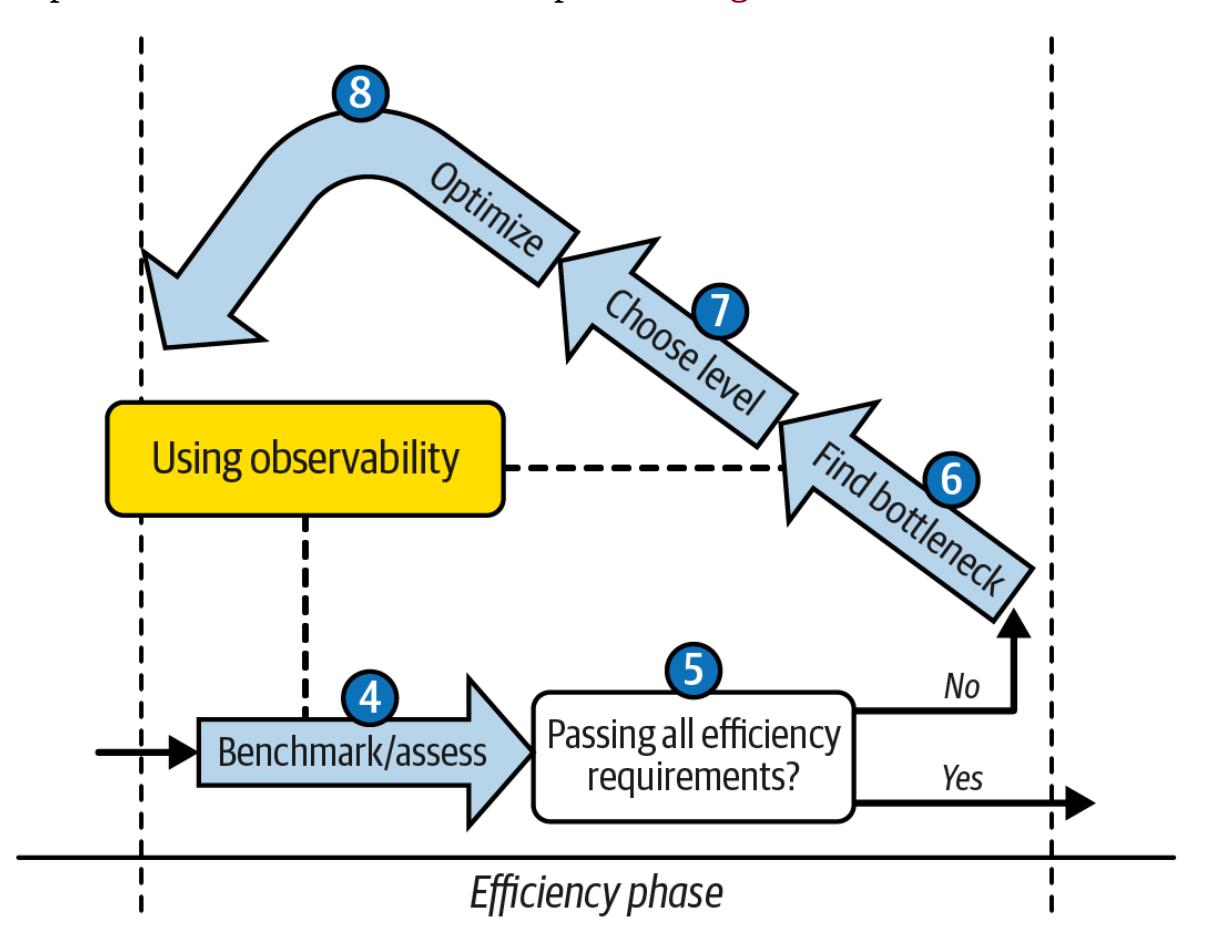 8
Optimize
7
Choose level
Using observability
6
Find bottleneck
4
Benchmark/assess
5
Passing all efficiency
requirements?
No
Yes
Efficiency phase